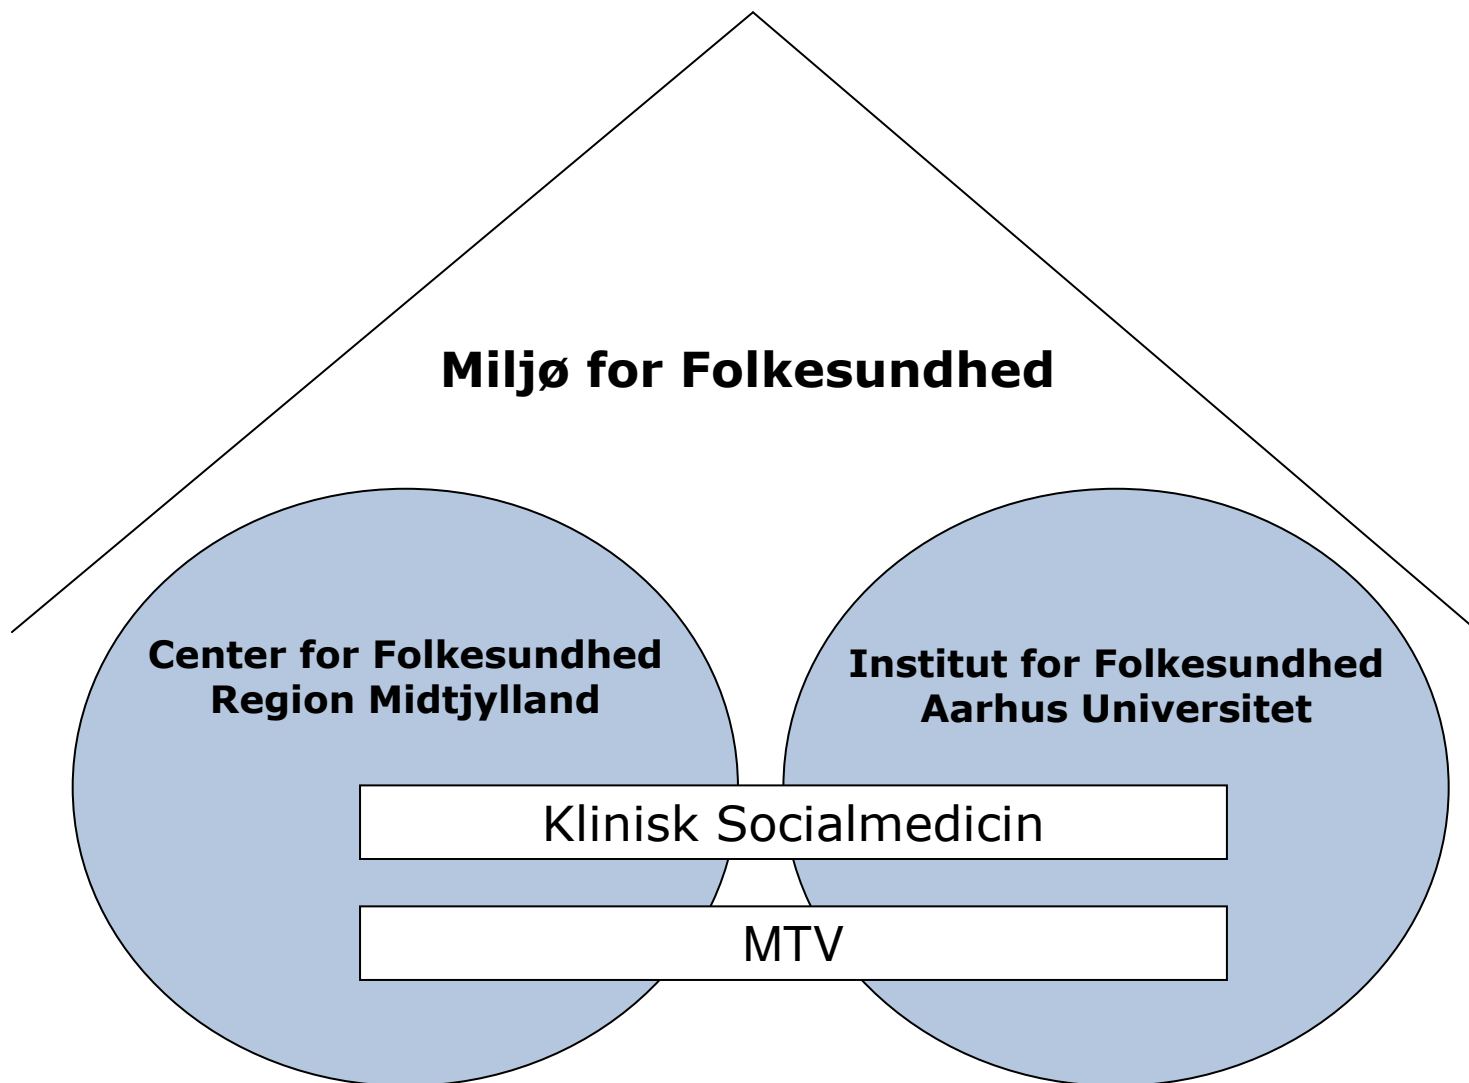 Miljø for Folkesundhed
Center for Folkesundhed
Region Midtjylland
Institut for Folkesundhed
Aarhus Universitet
Klinisk Socialmedicin
MTV